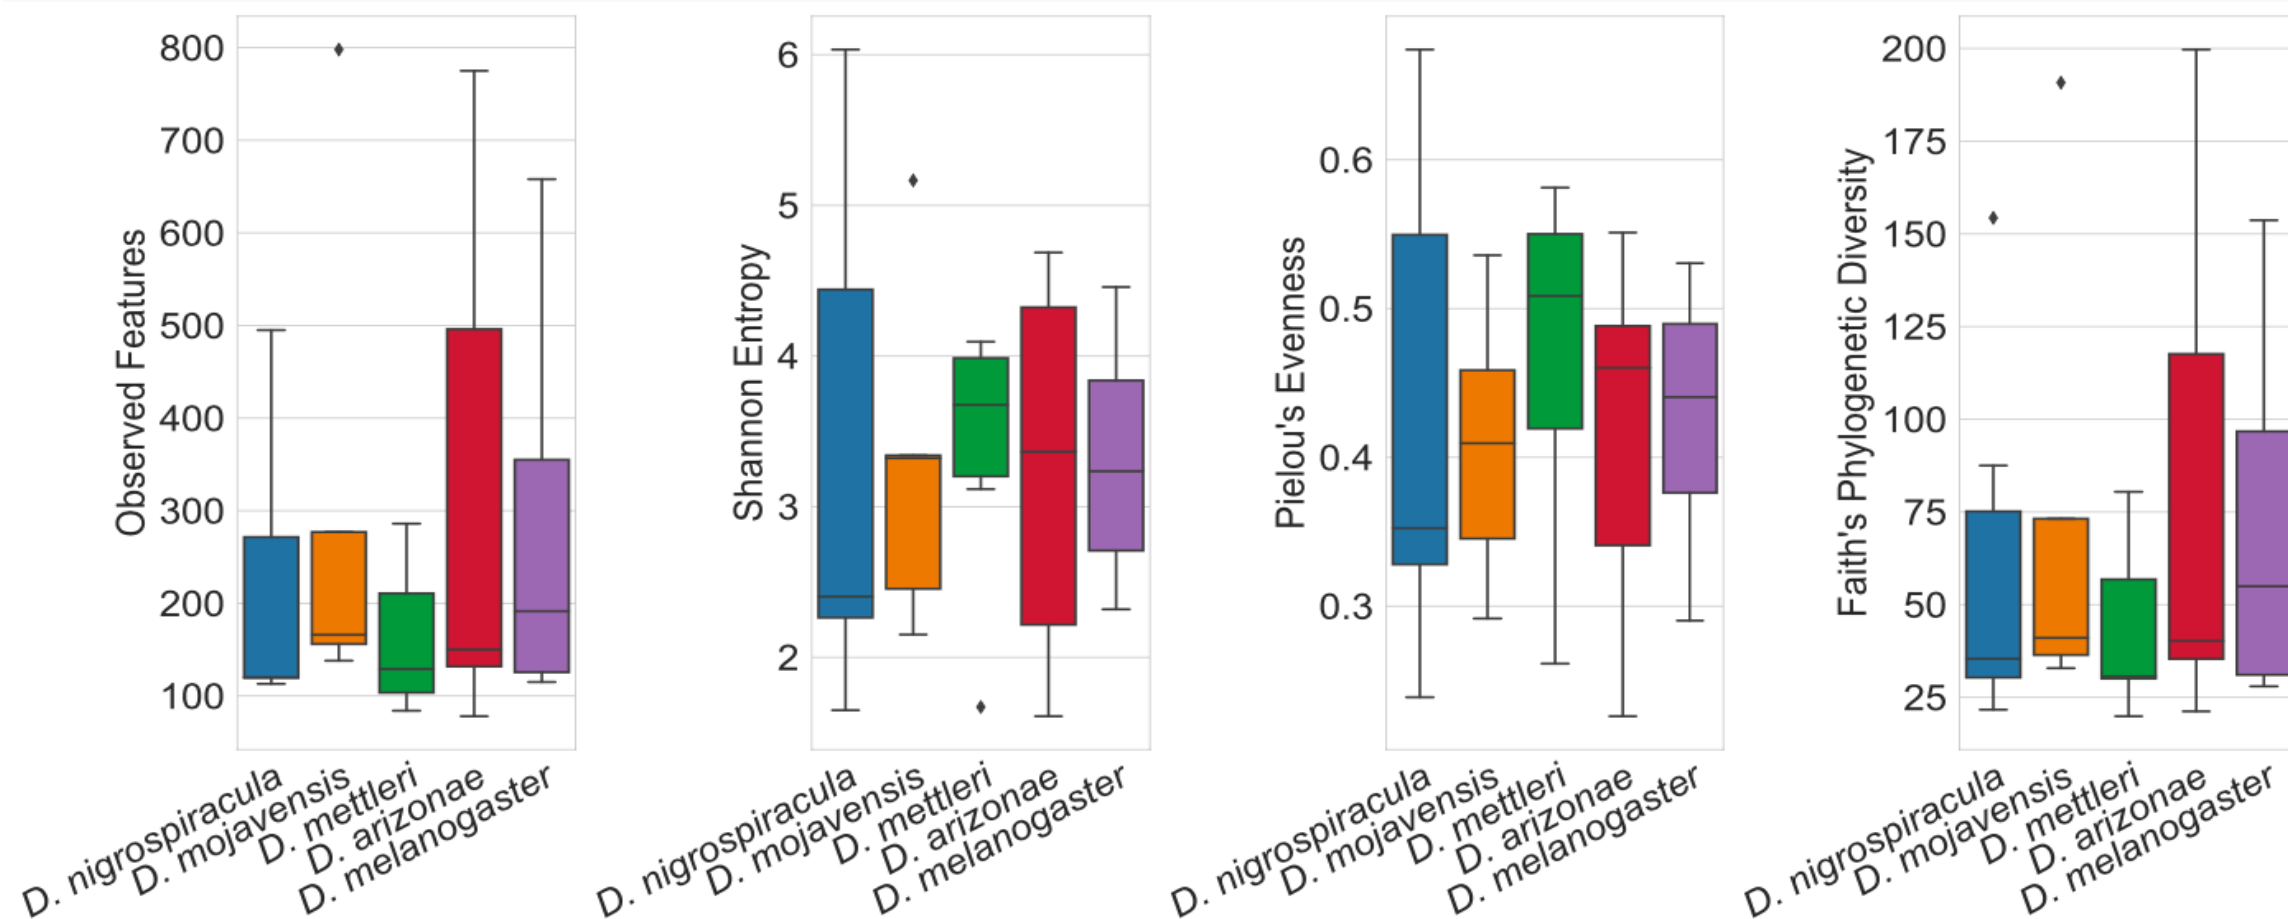 Observed Features
800
700
600
500
400
300
200
100
D. nigrospiracula
D. mojavensis
D. mettleri
D. arizonae
D. melanogaster
Shannon Entropy
6
5
4
3
2
D. nigrospiracula
D. mojavensis
D. mettleri
D. arizonae
D. melanogaster
Pielou's Evenness
0.6
0.5
0.4
0.3
D. nigrospiracula
D. mojavensis
D. mettleri
D. arizonae
D. melanogaster
Faith's Phylogenetic Diversity
200
175
150
125
100
75
50
25
D. nigrospiracula
D. mojavensis
D. mettleri
D. arizonae
D. melanogaster